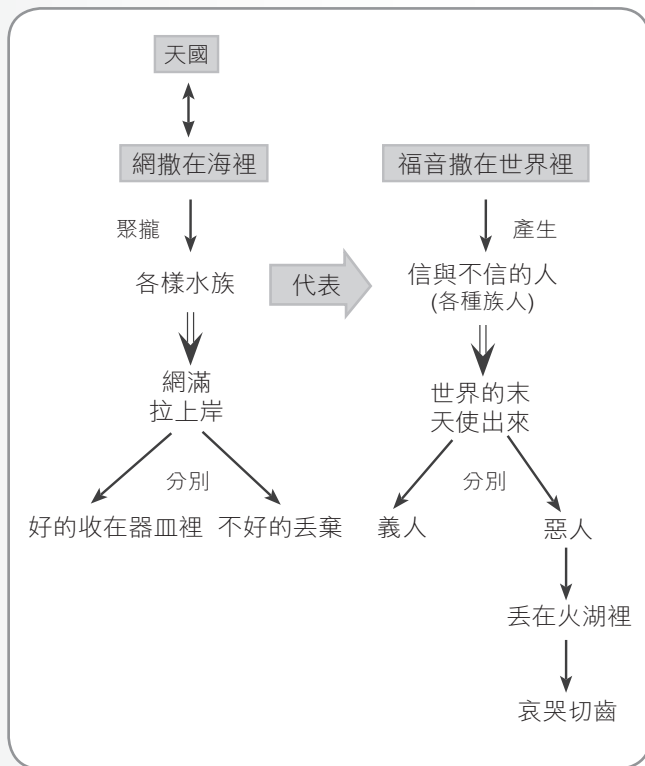 天國
網撒在海裡
聚攏
各樣水族
網滿
拉上岸
分別
好的收在器皿裡
不好的丟棄
代表
福音撒在世界裡
產生
信與不信的人
(各種族人)
世界的末
天使出來
分別
義人
惡人
丟在火湖裡
哀哭切齒